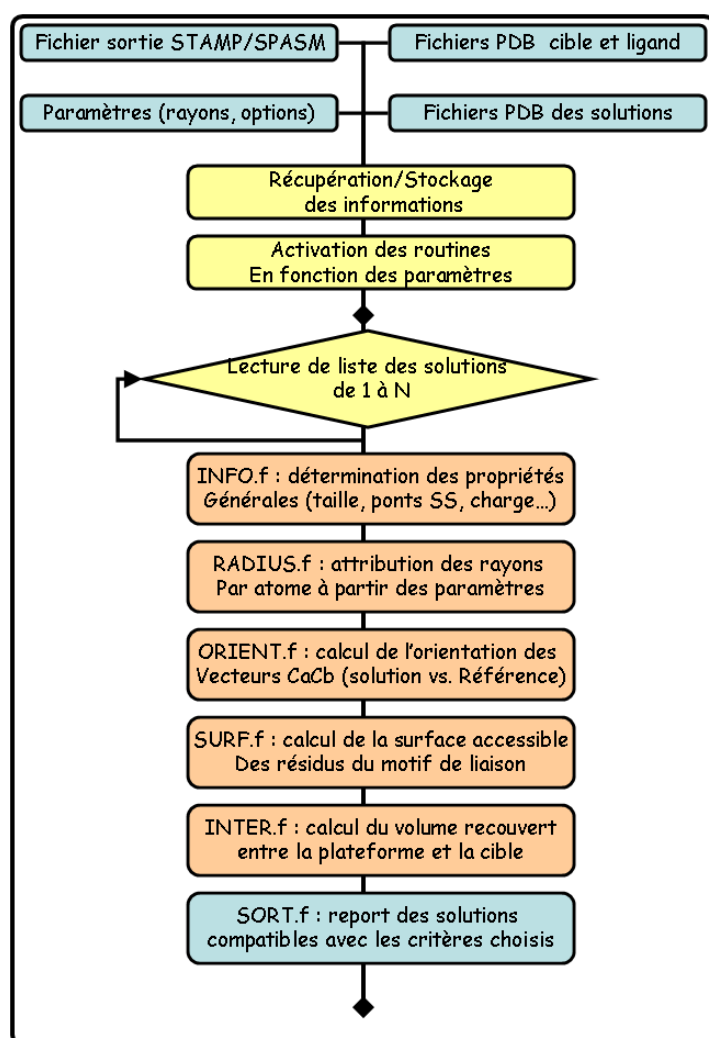 Fichier sortie STAMP/SPASM
Fichiers PDB cible et ligand
Paramètres (rayons, options)
Fichiers PDB des solutions
Récupération/Stockage
des informations
Activation des routines
En fonction des paramètres
Lecture de liste des solutions
de 1 à N
INFO.f : détermination des propriétés
Générales (taille, ponts SS, charge…)
RADIUS.f : attribution des rayons
Par atome à partir des paramètres
ORIENT.f : calcul de l'orientation des
Vecteurs CaCb (solution vs. Référence)
SURF.f : calcul de la surface accessible
Des résidus du motif de liaison
INTER.f : calcul du volume recouvert
entre la plateforme et la cible
SORT.f : report des solutions
compatibles avec les critères choisis